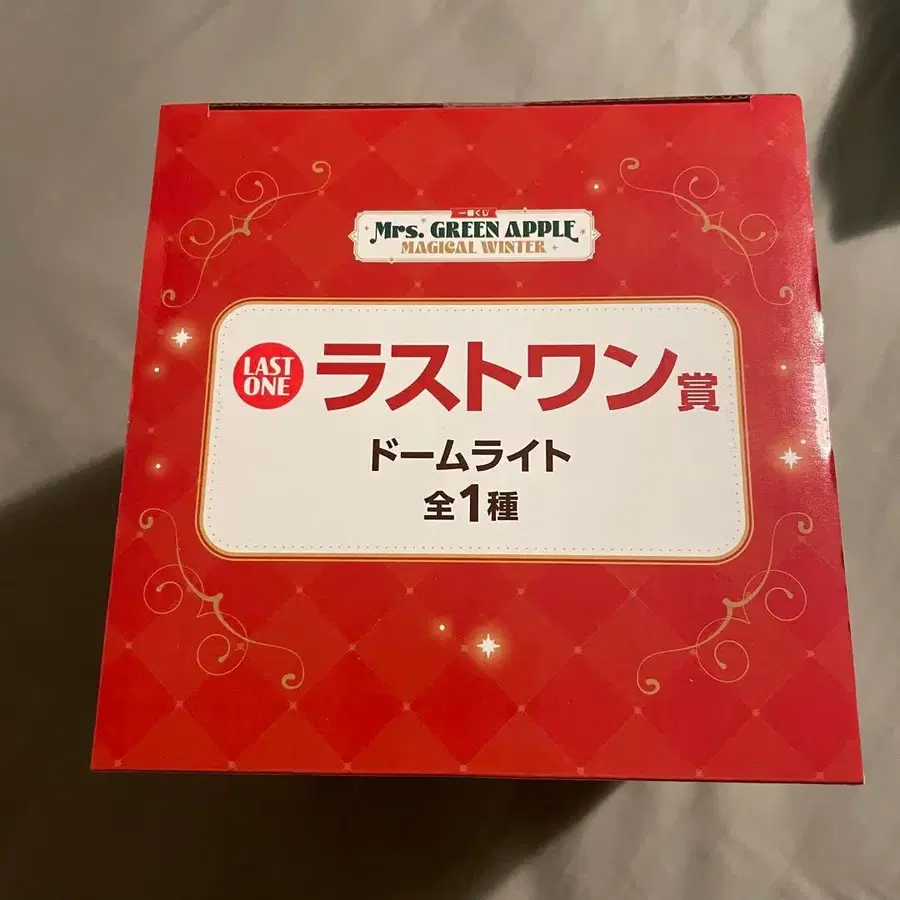 一番くじ
Mrs. GREEN APPLE
MAGICAL WINTER
LAST
ONE
ラストワン賞
ドームライト
全1種